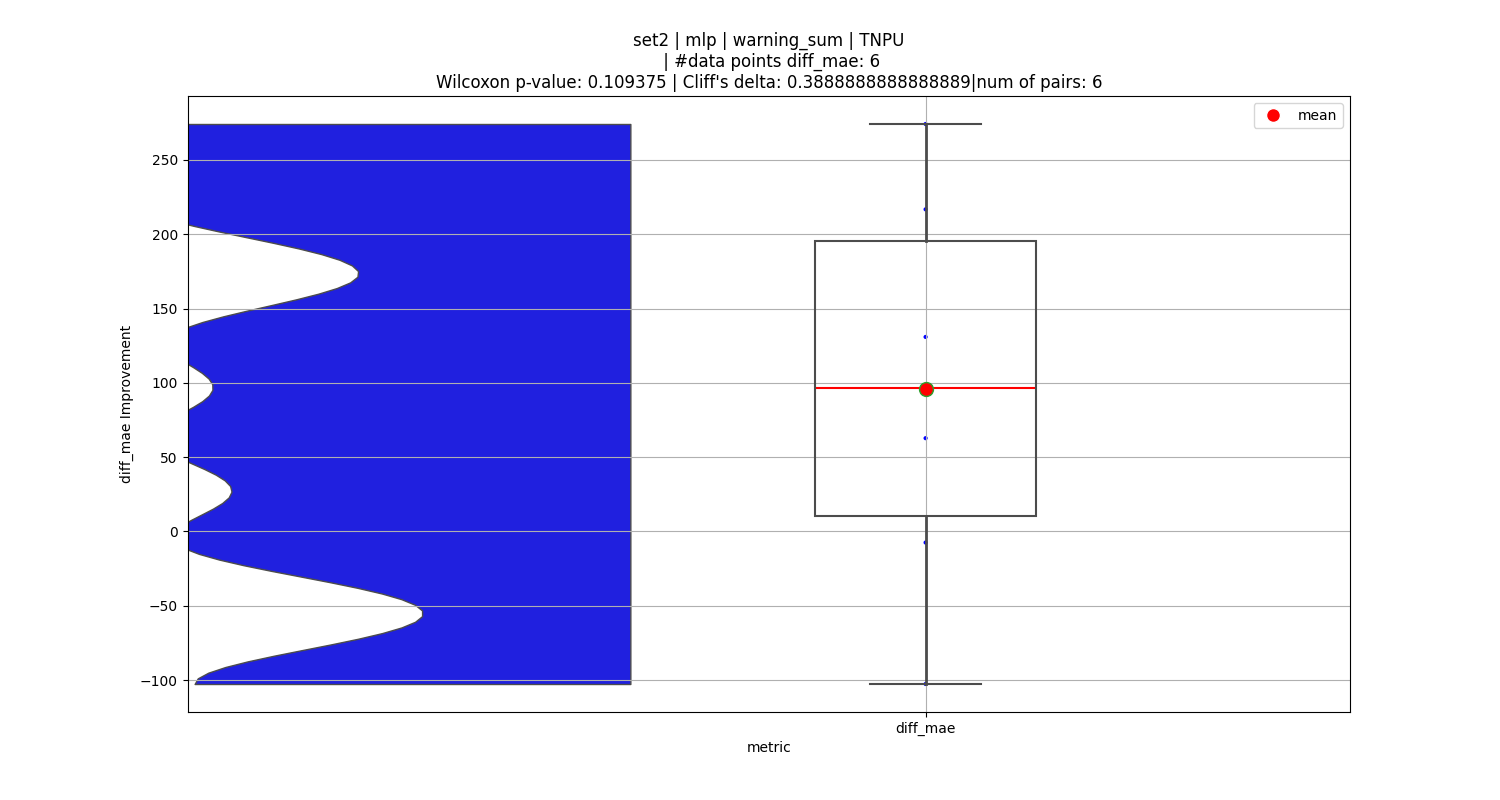 set2 | mlp | warning_sum | TNPU
| #data points diff_mae: 6
Wilcoxon p-value: 0.109375 | Cliff's delta: 0.3888888888888889|num of pairs: 6
mean
250
200
150
100
50
0
−50
−100
diff_mae Improvement
diff_mae
metric